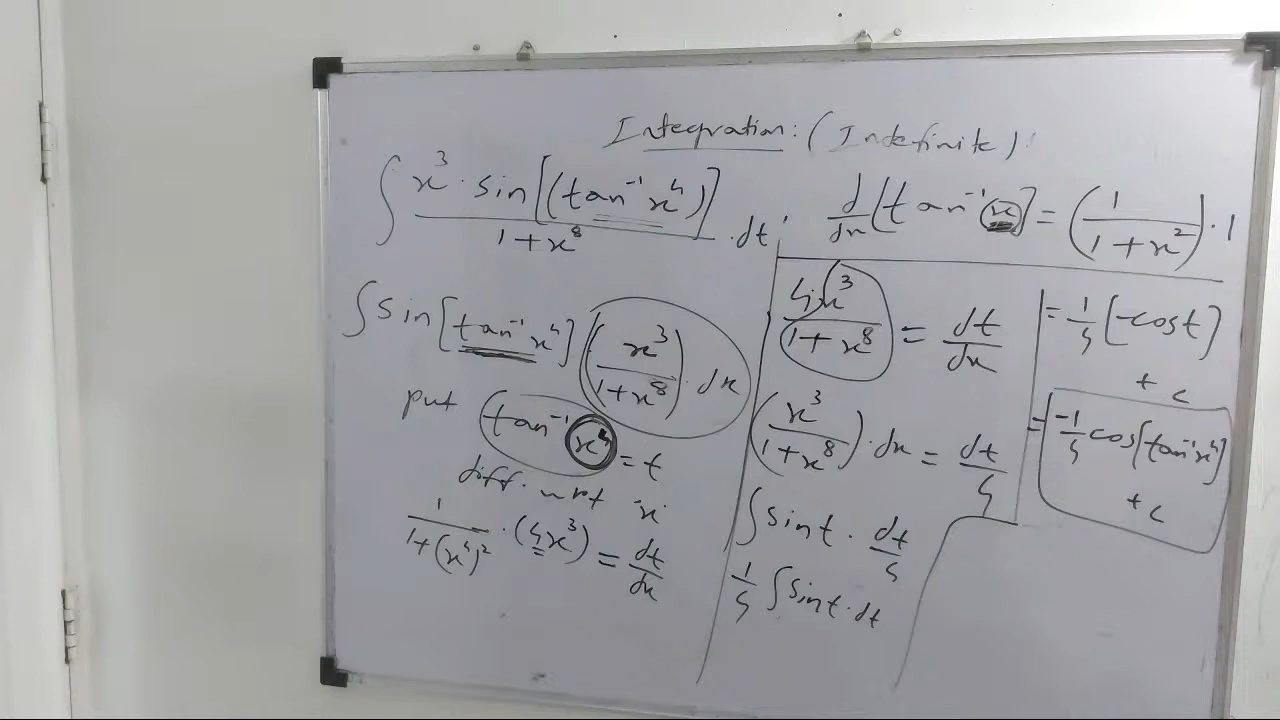 Integration: (Indefinite):
∫ x³ · sin[(tan⁻¹ x⁴)] / 1 + x⁸ · dt
∫ sin[tan⁻¹ x⁴] (x³ / 1 + x⁸) · dx
put tan⁻¹ x⁴ = t
diff. wrt 'x'
1 / 1 + (x⁴)² · (4x³) = dt/dx
d/dx [tan⁻¹ x] = (1 / 1 + x²) · 1
4x³ / 1 + x⁸ = dt/dx
(x³ / 1 + x⁸) · dx = dt/4
∫ sint · dt/4
1/4 ∫ sint · dt
= 1/4 [-cost]
+ c
= -1/4 cos[tan⁻¹ x⁴]
+ c